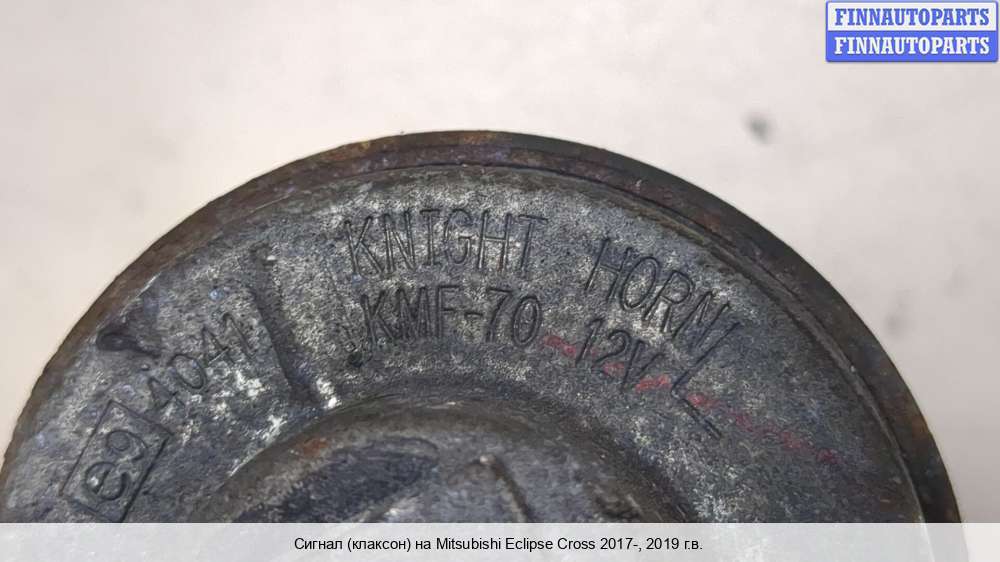 FINNAUTOPARTS
FINNAUTOPARTS
KNIGHT HORN
KMF-70 12V
e9 4041
Сигнал (клаксон) на Mitsubishi Eclipse Cross 2017-, 2019 г.в.